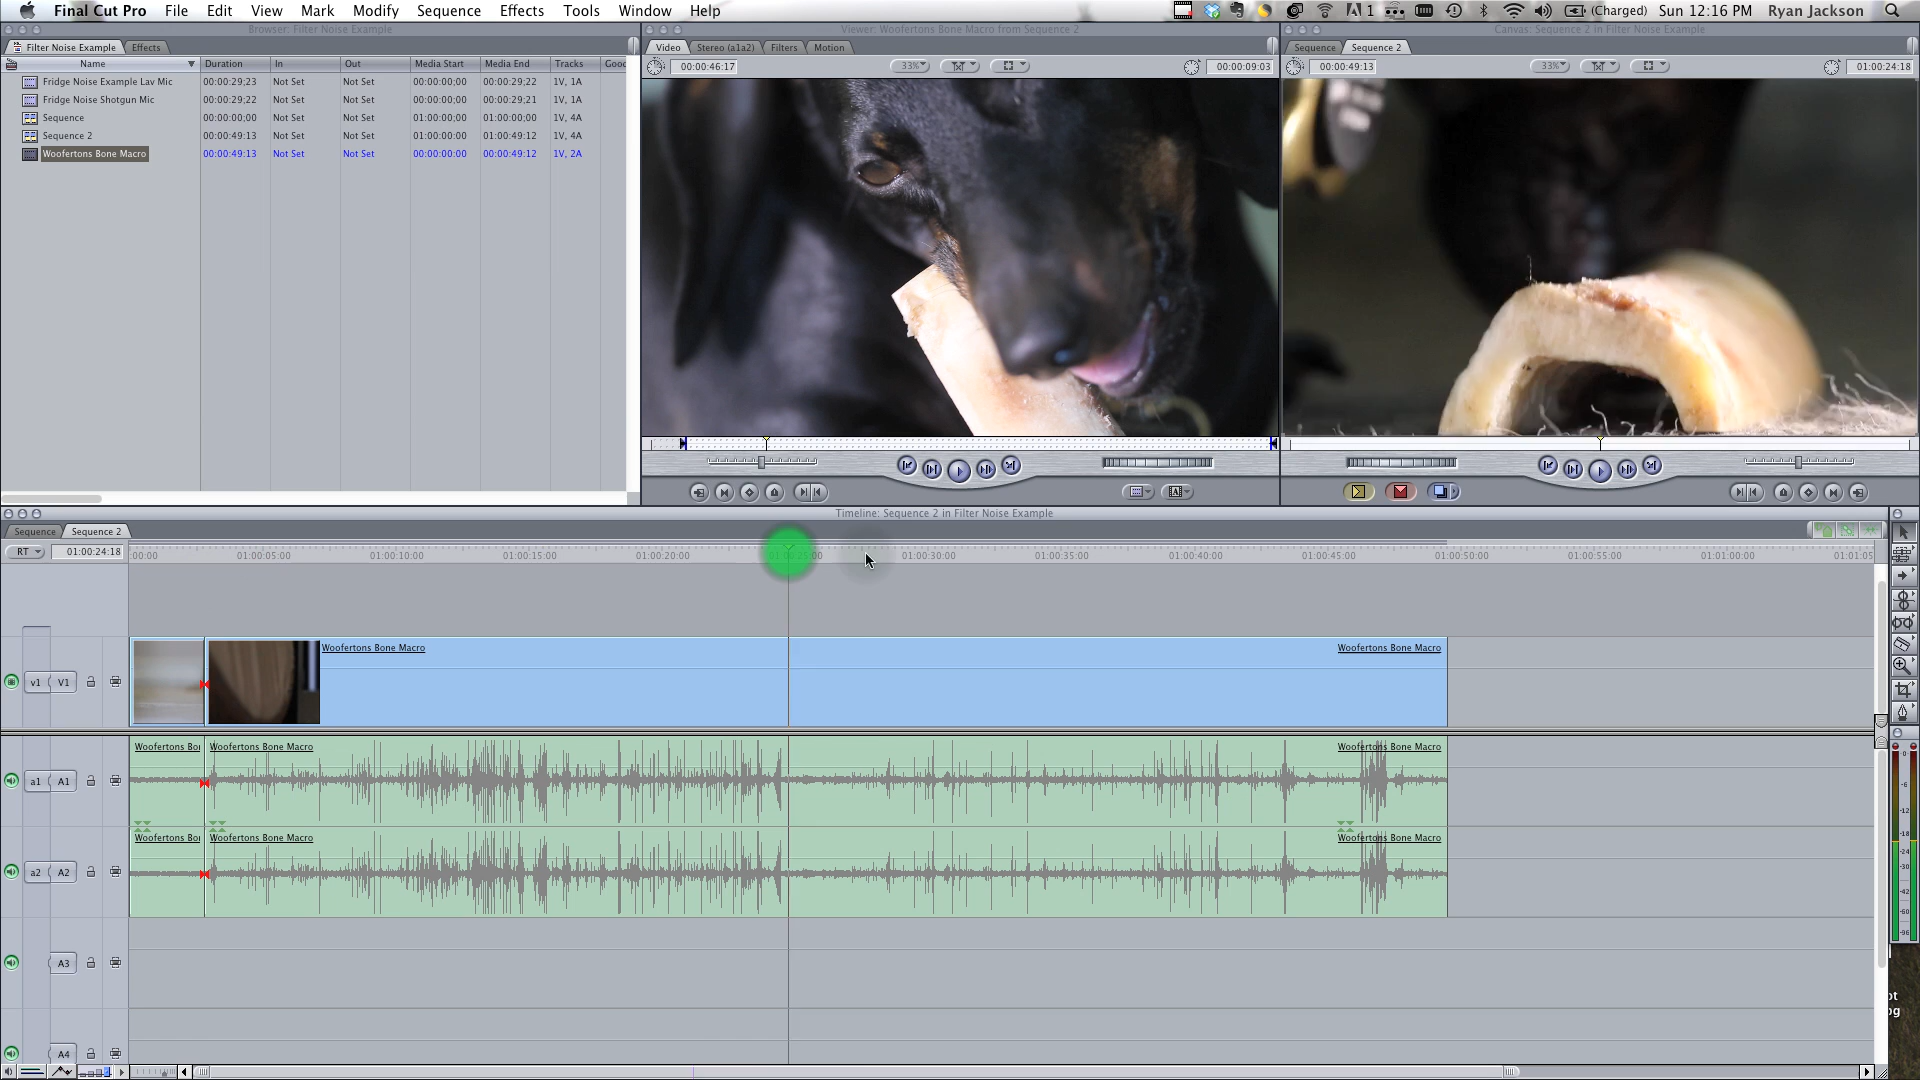 Final Cut Pro File Edit View Mark Modify Sequence Effects Tools Window Help 1 (Charged) Sun 12:16 PM Ryan Jackson
Browser: Filter Noise Example
Viewer: Woofertons Bone Macro from Sequence 2
Canvas: Sequence 2 in Filter Noise Example
Filter Noise Example Effects
Video Stereo (a1a2) Filters Motion
Sequence Sequence 2
Name Duration In Out Media Start Media End Tracks Good
00:00:46:17 33% 00:00:09:03
00:00:49:13 33% 01:00:24:18
Fridge Noise Example Lav Mic 00:00:29;23 Not Set Not Set 00:00:00;00 00:00:29;22 1V, 1A
Fridge Noise Shotgun Mic 00:00:29;22 Not Set Not Set 00:00:00;00 00:00:29;21 1V, 1A
Sequence 00:00:00;00 Not Set Not Set 01:00:00;00 01:00:00;00 1V, 4A
Sequence 2 00:00:49:13 Not Set Not Set 01:00:00:00 01:00:49:12 1V, 4A
Woofertons Bone Macro 00:00:49:13 Not Set Not Set 00:00:00:00 00:00:49:12 1V, 2A
Timeline: Sequence 2 in Filter Noise Example
Sequence Sequence 2
RT 01:00:24:18 :00:00 01:00:05:00 01:00:10:00 01:00:15:00 01:00:20:00 01:00:25:00 01:00:30:00 01:00:35:00 01:00:40:00 01:00:45:00 01:00:50:00 01:00:55:00 01:01:00:00 01:01:05
Woofertons Bone Macro Woofertons Bone Macro
v1 V1
Woofertons Bo Woofertons Bone Macro Woofertons Bone Macro
a1 A1
Woofertons Bo Woofertons Bone Macro Woofertons Bone Macro
a2 A2
A3
A4
0
-6
-12
-18
-24
-30
-42
-60
-96